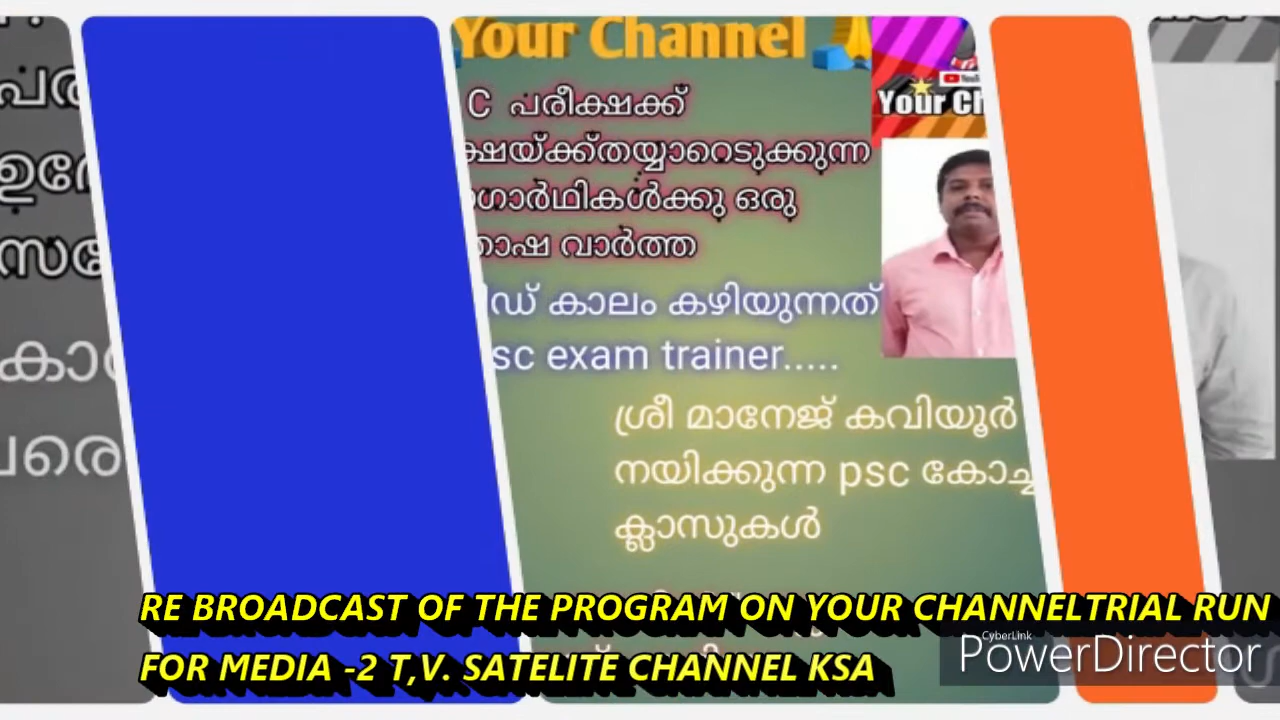 Your Channel
C പരീക്ഷക്ക്
ക്ഷയ്ക്ക്തയ്യാറെടുക്കുന്ന
ഗാർഥികൾക്കു ഒരു
താഷ വാർത്ത
ഡ് കാലം കഴിയുന്നത്
sc exam trainer.....
ശ്രീ മാനേജ് കവിയൂർ
നയിക്കുന്ന psc കോച്ച
ക്ലാസുകൾ
Your Ch
RE BROADCAST OF THE PROGRAM ON YOUR CHANNELTRIAL RUN
FOR MEDIA -2 T,V. SATELITE CHANNEL KSA
CyberLink
PowerDirector